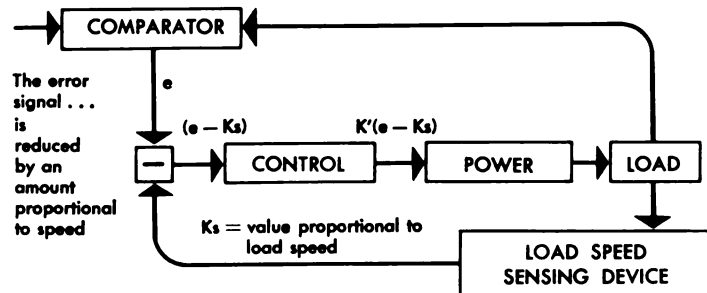 COMPARATOR
The error
signal . . .
is
reduced
by an
amount
proportional
to speed
e
(e – Ks)
K'(e – Ks)
—
CONTROL
POWER
LOAD
Ks = value proportional to
load speed
LOAD SPEED
SENSING DEVICE